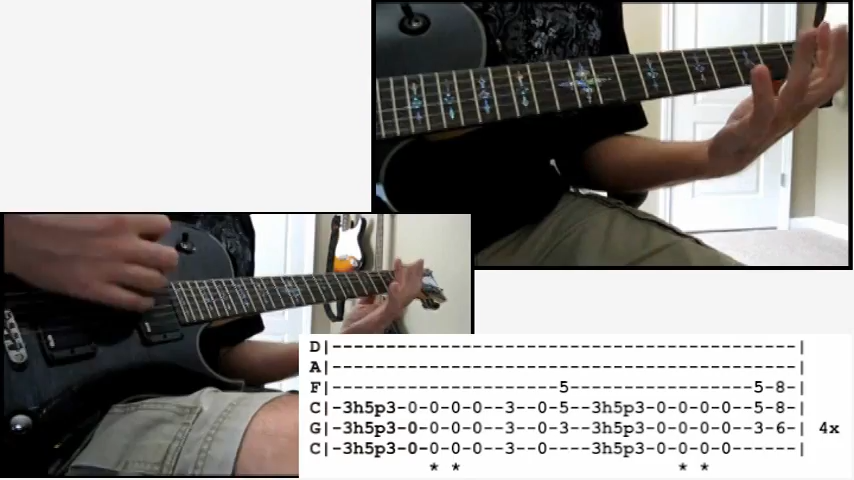 D|--------------------------------------------|
A|--------------------------------------------|
F|---------------------5-----------------5-8-|
C|-3h5p3-0-0-0-0--3--0-5--3h5p3-0-0-0-0--5-8-|
G|-3h5p3-0-0-0-0--3--0-3--3h5p3-0-0-0-0--3-6-| 4x
C|-3h5p3-0-0-0-0--3--0----3h5p3-0-0-0-0------|
* * * *